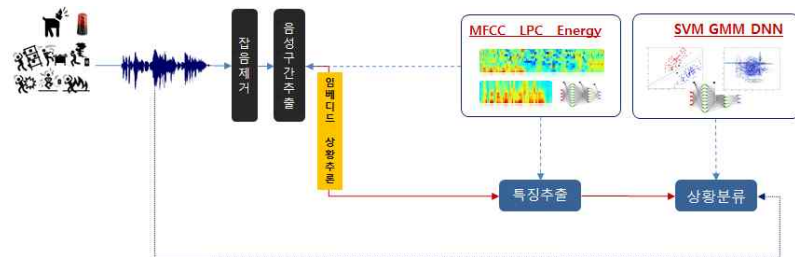 잡음제거
음성구간추출
임베디드 상황추론
MFCC LPC Energy
SVM GMM DNN
특징추출
상황분류